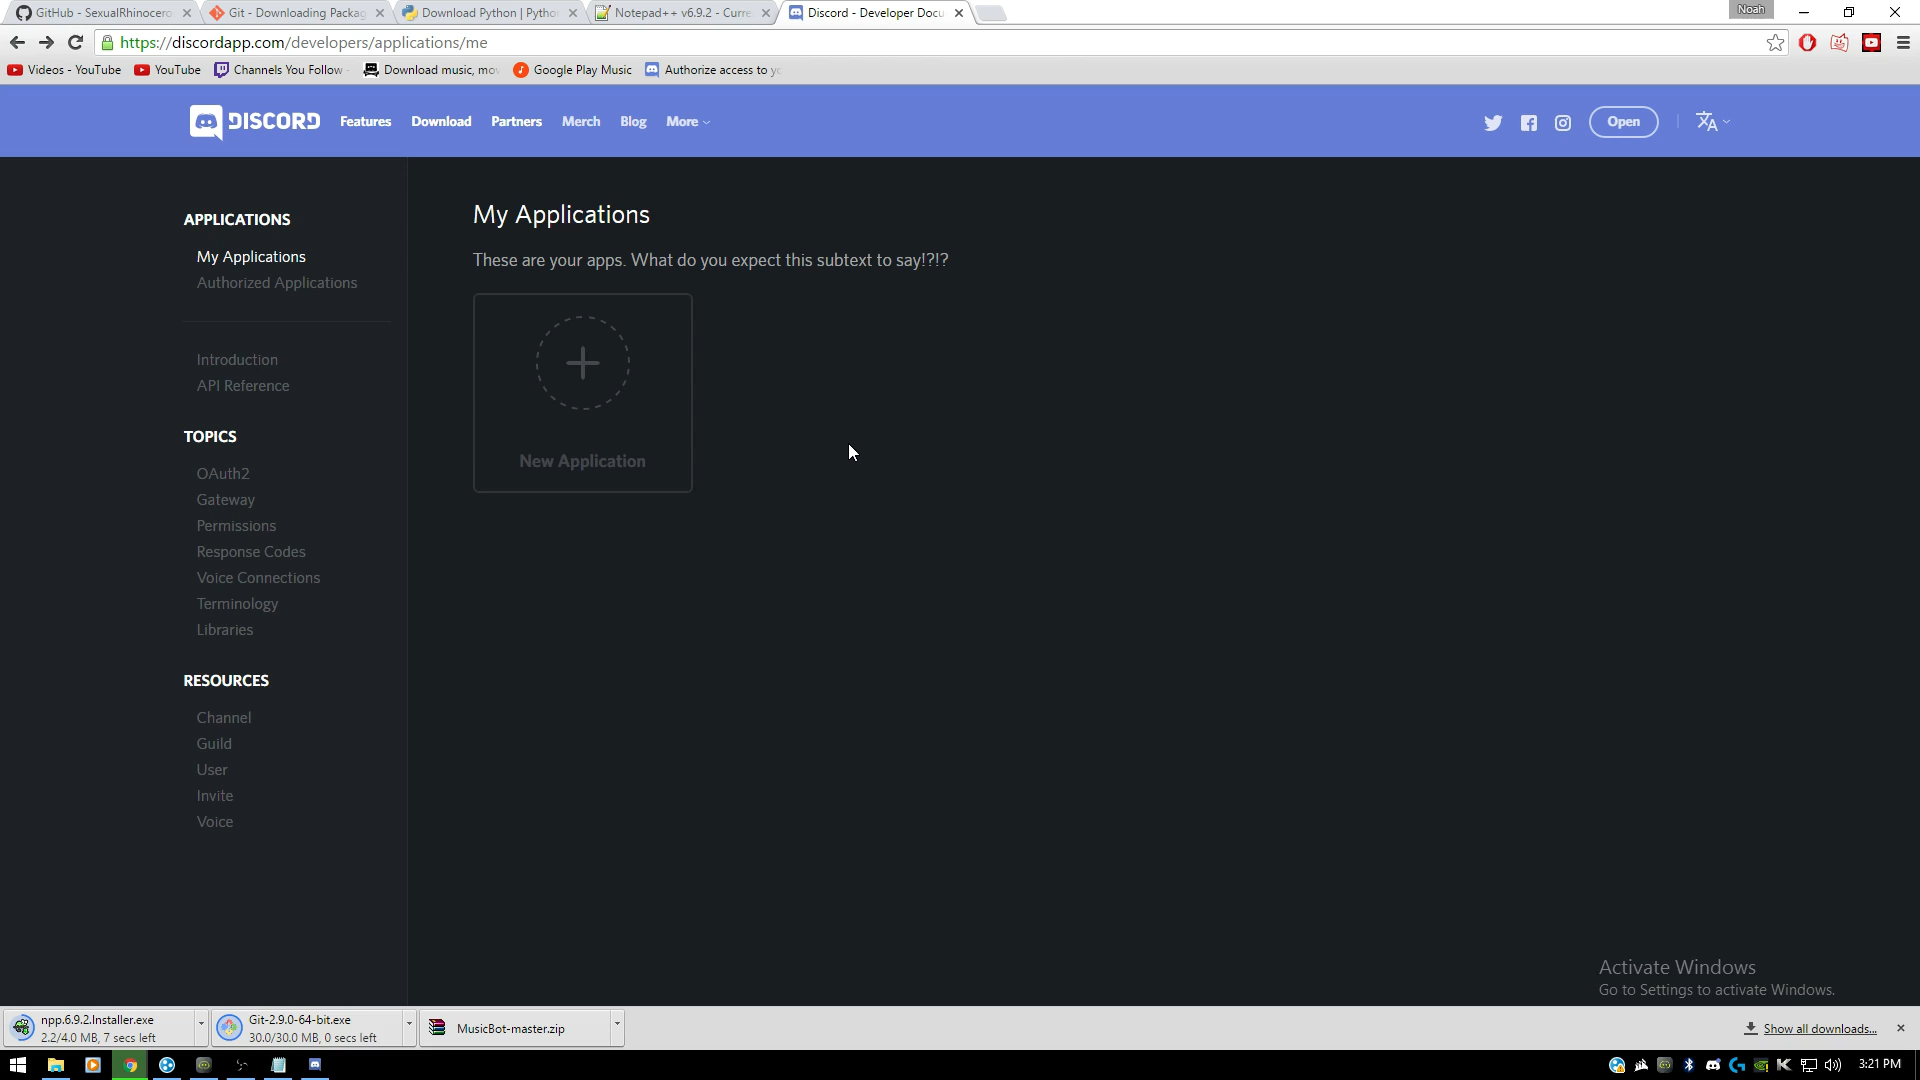 GitHub - SexualRhinocero
Git - Downloading Packag
Download Python | Pytho
Notepad++ v6.9.2 - Curre
Discord - Developer Docu
Noah
https://discordapp.com/developers/applications/me
Videos - YouTube
YouTube
Channels You Follow -
Download music, mov
Google Play Music
Authorize access to yo
DISCORD
Features
Download
Partners
Merch
Blog
More
Open
APPLICATIONS
My Applications
Authorized Applications
Introduction
API Reference
TOPICS
OAuth2
Gateway
Permissions
Response Codes
Voice Connections
Terminology
Libraries
RESOURCES
Channel
Guild
User
Invite
Voice
My Applications
These are your apps. What do you expect this subtext to say!?!?
New Application
Activate Windows
Go to Settings to activate Windows.
npp.6.9.2.Installer.exe
2.2/4.0 MB, 7 secs left
Git-2.9.0-64-bit.exe
30.0/30.0 MB, 0 secs left
MusicBot-master.zip
Show all downloads...
3:21 PM